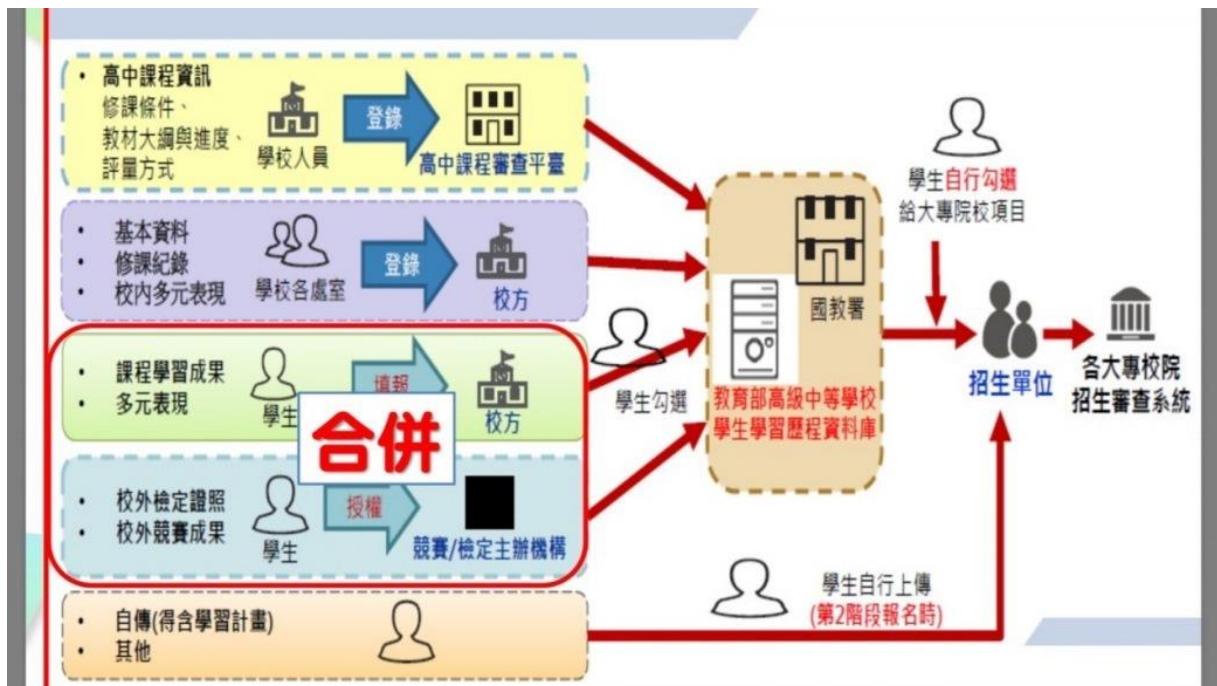 • 高中課程資訊
修課條件、
教材大綱與進度、
評量方式
學校人員
登錄
高中課程審查平臺
• 基本資料
• 修課紀錄
• 校內多元表現
學校各處室
登錄
校方
• 課程學習成果
• 多元表現
學生
填報
校方
合併
• 校外檢定證照
• 校外競賽成果
學生
授權
競賽/檢定主辦機構
• 自傳(得含學習計畫)
• 其他
學生勾選
國教署
教育部高級中等學校
學生學習歷程資料庫
學生自行勾選
給大專院校項目
招生單位
各大專校院
招生審查系統
學生自行上傳
(第2階段報名時)